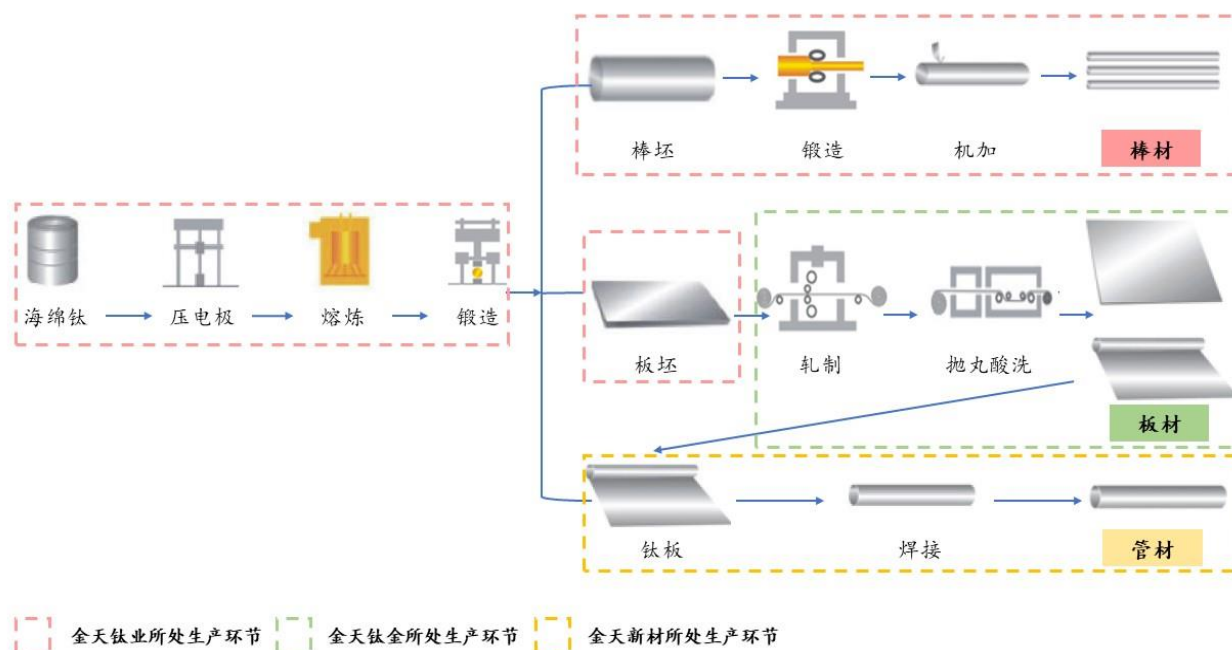 棒坯
锻造
机加
棒材
海绵钛
压电极
熔炼
锻造
板坯
轧制
抛丸酸洗
板材
钛板
焊接
管材
金天钛业所处生产环节
金天钛金所处生产环节
金天新材所处生产环节